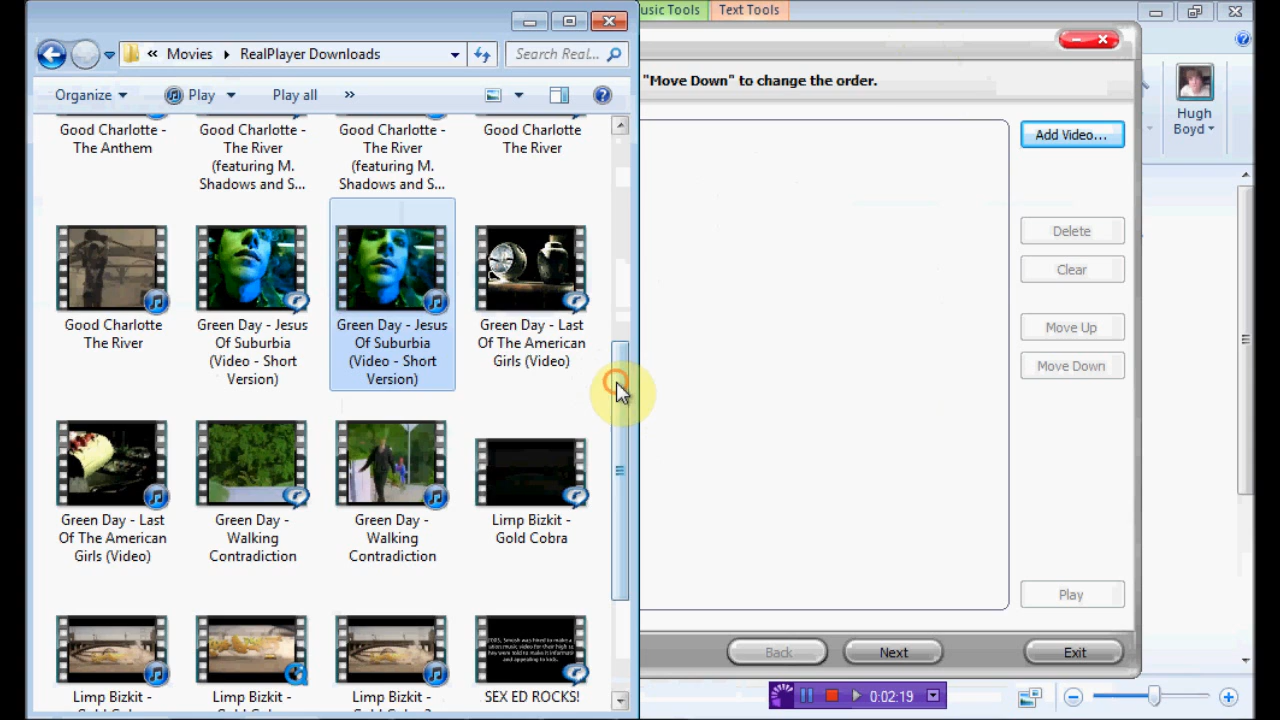 usic Tools
Text Tools
« Movies RealPlayer Downloads
Search Real...
Organize
Play
Play all
»
"Move Down" to change the order.
Add Video...
Hugh
Boyd
Delete
Clear
Move Up
Move Down
Play
Back
Next
Exit
0:02:19
Good Charlotte -
The Anthem
Good Charlotte -
The River
(featuring M.
Shadows and S...
Good Charlotte -
The River
(featuring M.
Shadows and S...
Good Charlotte
The River
Good Charlotte
The River
Green Day - Jesus
Of Suburbia
(Video - Short
Version)
Green Day - Jesus
Of Suburbia
(Video - Short
Version)
Green Day - Last
Of The American
Girls (Video)
Green Day - Last
Of The American
Girls (Video)
Green Day -
Walking
Contradiction
Green Day -
Walking
Contradiction
Limp Bizkit -
Gold Cobra
Limp Bizkit -
Limp Bizkit -
Limp Bizkit -
SEX ED ROCKS!